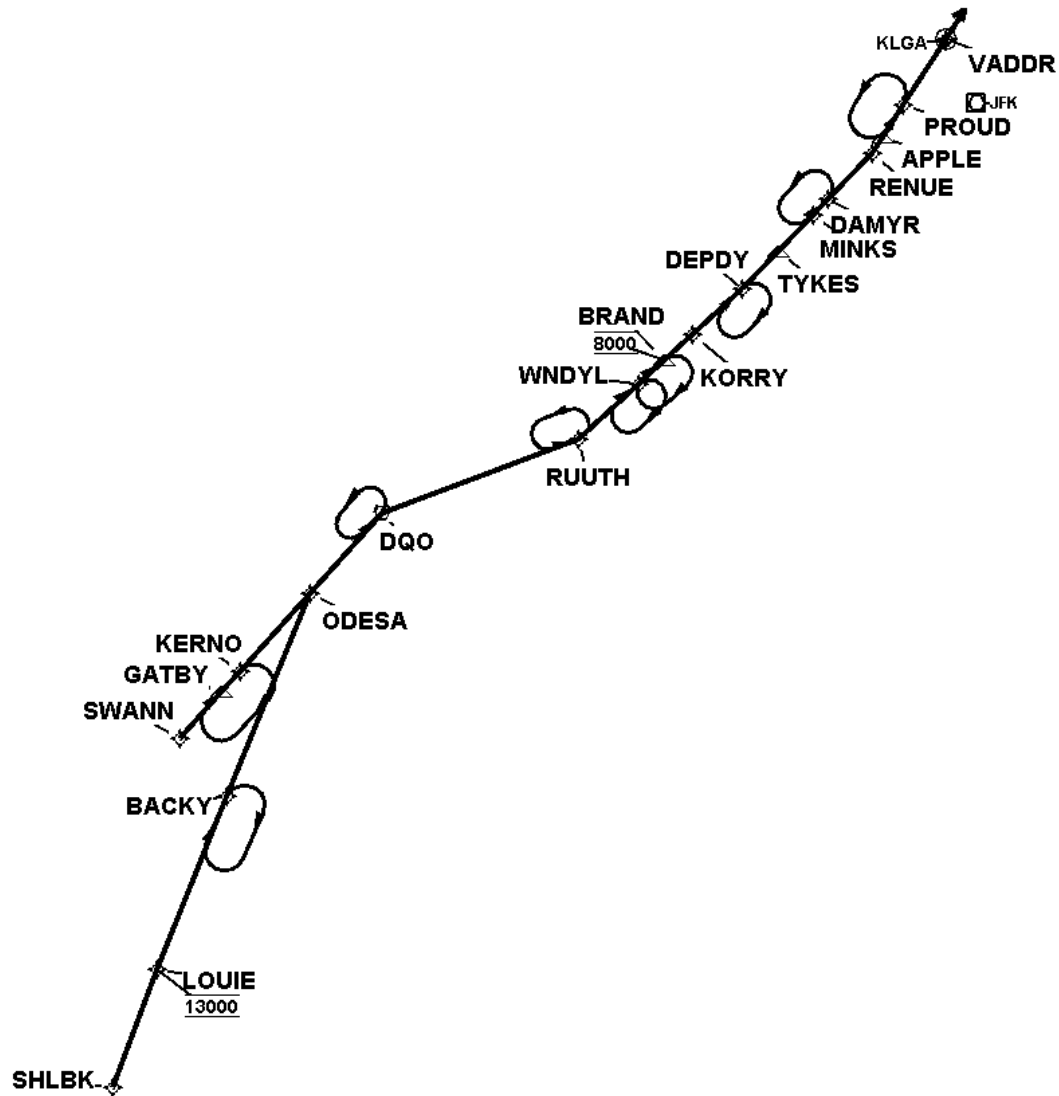 KLGA
VADDR
JFK
PROUD
APPLE
RENUE
DAMYR
MINKS
DEPDY
TYKES
BRAND
8000
WNDYL
KORRY
RUUTH
DQO
ODESA
KERNO
GATBY
SWANN
BACKY
LOUIE
13000
SHLBK